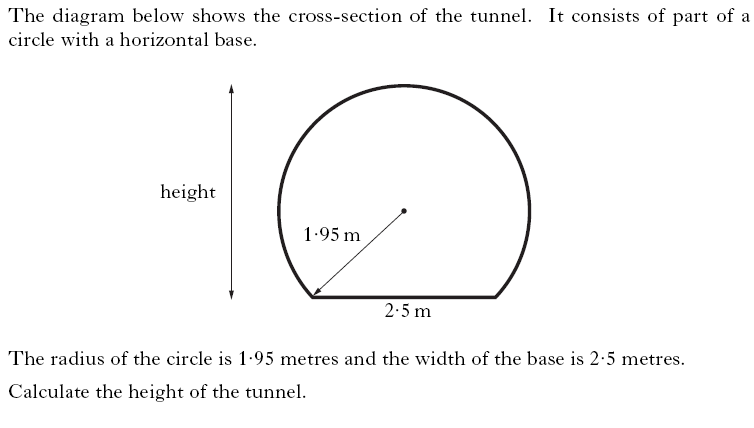 The diagram below shows the cross-section of the tunnel. It consists of part of a
circle with a horizontal base.
height
1·95 m
2·5 m
The radius of the circle is 1·95 metres and the width of the base is 2·5 metres.
Calculate the height of the tunnel.